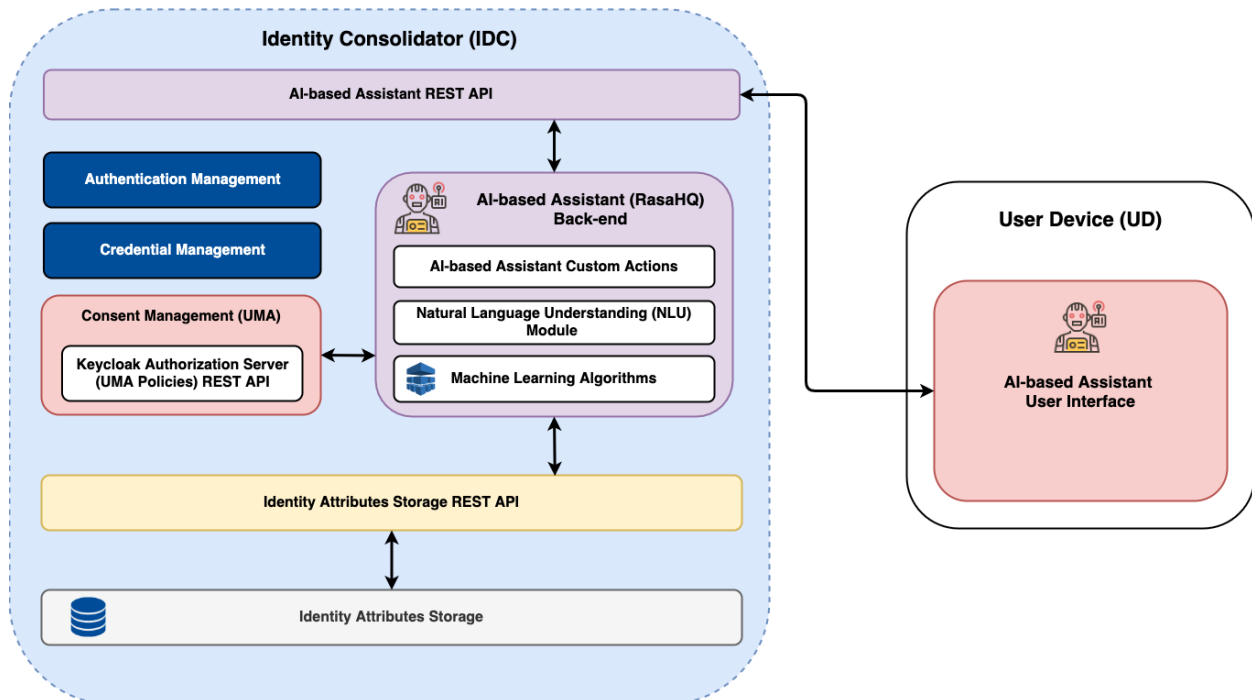 Identity Consolidator (IDC)
AI-based Assistant REST API
Authentication Management
Credential Management
Consent Management (UMA)
Keycloak Authorization Server
(UMA Policies) REST API
AI-based Assistant (RasaHQ)
Back-end
AI
AI-based Assistant Custom Actions
Natural Language Understanding (NLU)
Module
Machine Learning Algorithms
Identity Attributes Storage REST API
Identity Attributes Storage
User Device (UD)
AI
AI-based Assistant
User Interface